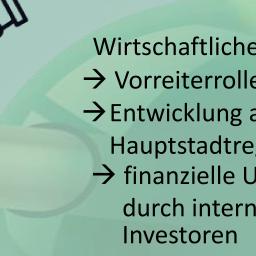 Wirtschaftliche
→ Vorreiterrolle
→ Entwicklung a
Hauptstadtre
→ finanzielle U
durch intern
Investoren